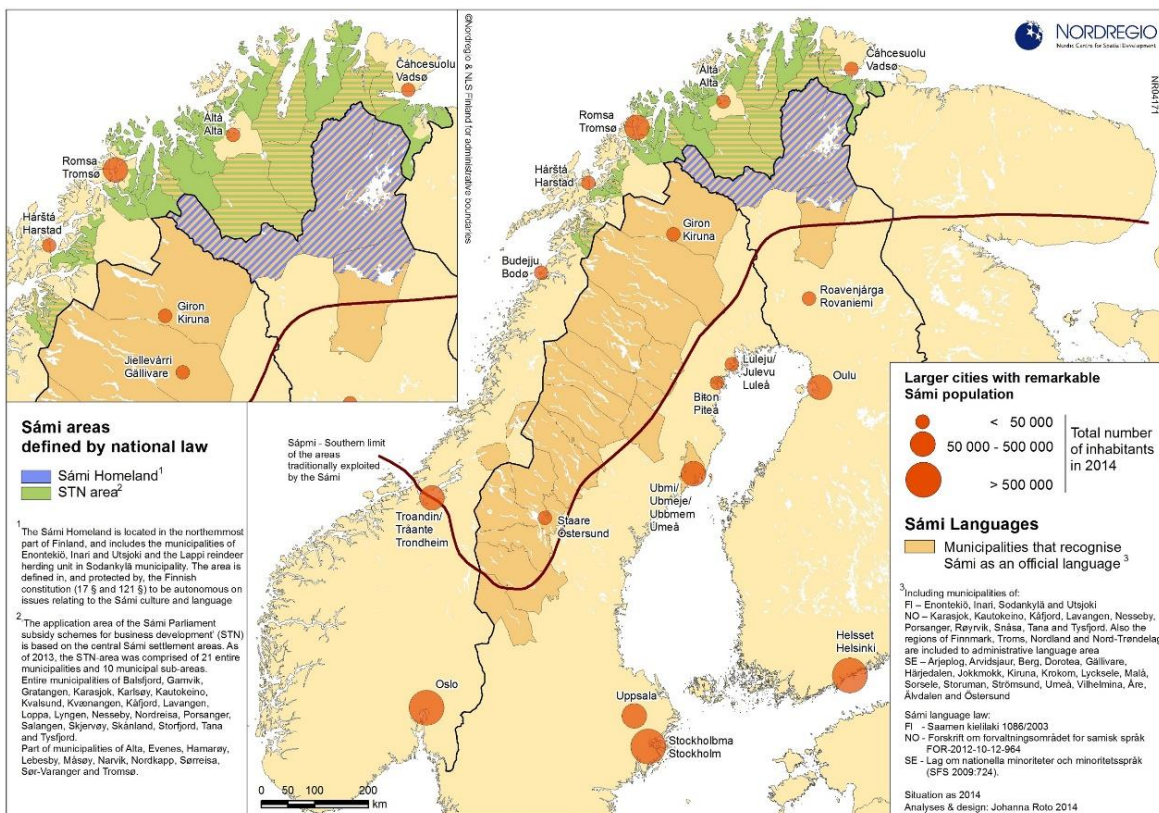 Čáhcesuolu
Vadsø
Áltá
Alta
Romsa
Tromsø
Hárštá
Harstad
Giron
Kiruna
Jiellevárri
Gällivare
©Nordregio & NLS Finland for administrative boundaries
NORDREGIO
Nordic Centre for Spatial Development
NR04171
Čáhcesuolu
Vadsø
Áltá
Alta
Romsa
Tromsø
Hárštá
Harstad
Giron
Kiruna
Budejju
Bodø
Roavenjárga
Rovaniemi
Luleju/
Julevu
Luleå
Oulu
Biŧon
Piteå
Sápmi - Southern limit
of the areas
traditionally exploited
by the Sámi
Ubmi/
Ubmeje/
Ubbmem
Umeå
Troandin/
Tråante
Trondheim
Staare
Östersund
Helsset
Helsinki
Oslo
Uppsala
Stockholbma
Stockholm
0 50 100 200
km
Sámi areas
defined by national law
Sámi Homeland1
STN area2
1
The Sámi Homeland is located in the northernmost
part of Finland, and includes the municipalities of
Enontekiö, Inari and Utsjoki and the Lappi reindeer
herding unit in Sodankylä municipality. The area is
defined in, and protected by, the Finnish
constitution (17 § and 121 §) to be autonomous on
issues relating to the Sámi culture and language
2
'The application area of the Sámi Parliament
subsidy schemes for business development' (STN)
is based on the central Sámi settlement areas. As
of 2013, the STN-area was comprised of 21 entire
municipalities and 10 municipal sub-areas.
Entire municipalities of Balsfjord, Gamvik,
Gratangen, Karasjok, Karlsøy, Kautokeino,
Kvalsund, Kvænangen, Kåfjord, Lavangen,
Loppa, Lyngen, Nesseby, Nordreisa, Porsanger,
Salangen, Skjervøy, Skånland, Storfjord, Tana
and Tysfjord.
Part of municipalities of Alta, Evenes, Hamarøy,
Lebesby, Måsøy, Narvik, Nordkapp, Sørreisa,
Sør-Varanger and Tromsø.
Larger cities with remarkable
Sámi population
< 50 000
50 000 - 500 000
> 500 000
Total number
of inhabitants
in 2014
Sámi Languages
Municipalities that recognise
Sámi as an official language 3
3
Including municipalities of:
FI – Enontekiö, Inari, Sodankylä and Utsjoki
NO – Karasjok, Kautokeino, Kåfjord, Lavangen, Nesseby,
Porsanger, Røyrvik, Snåsa, Tana and Tysfjord. Also the
regions of Finnmark, Troms, Nordland and Nord-Trøndelag
are included to administrative language area
SE – Arjeplog, Arvidsjaur, Berg, Dorotea, Gällivare,
Härjedalen, Jokkmokk, Kiruna, Krokom, Lycksele, Malå,
Sorsele, Storuman, Strömsund, Umeå, Vilhelmina, Åre,
Älvdalen and Östersund
Sámi language law:
FI - Saamen kielilaki 1086/2003
NO - Forskrift om forvaltningsområdet for samisk språk
FOR-2012-10-12-964
SE - Lag om nationella minoriteter och minoritetsspråk
(SFS 2009:724).
Situation as 2014
Analyses & design: Johanna Roto 2014